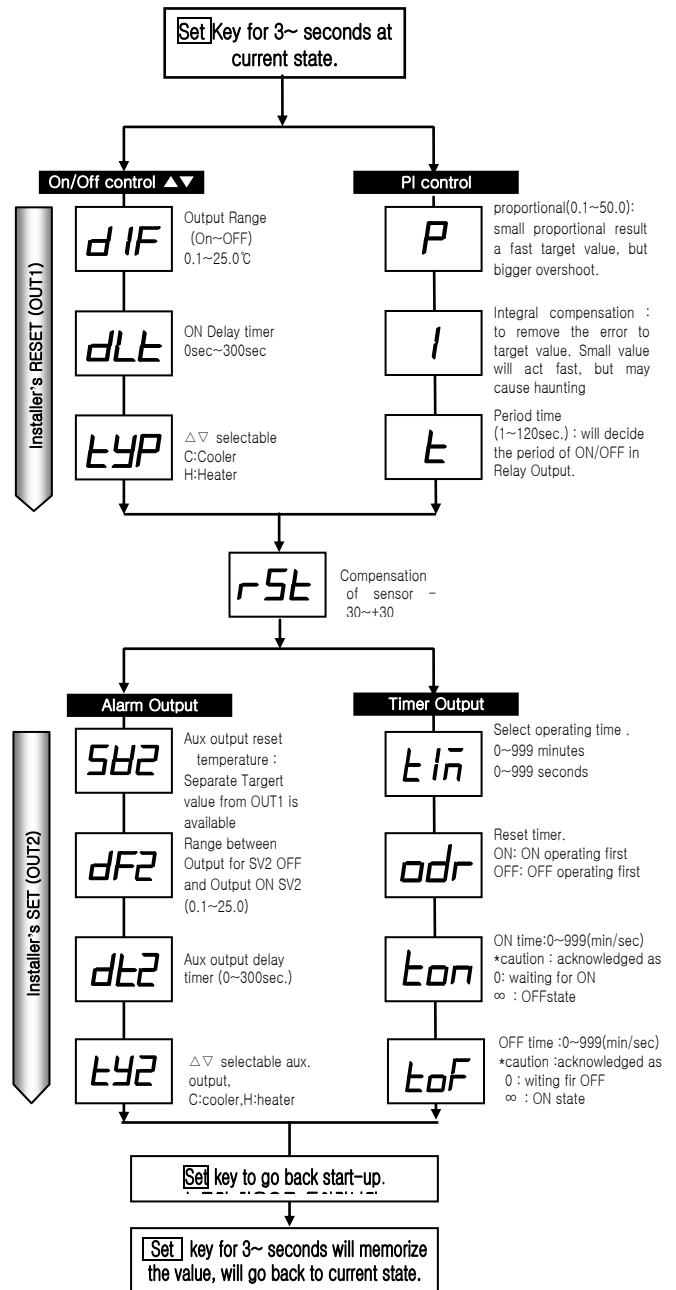 Set Key for 3~ seconds at
current state.
On/Off control ▲▼
PI control
Installer's RESET (OUT1)
dIF
Output Range
(On~OFF)
0.1~25.0℃
dLt
ON Delay timer
0sec~300sec
tYP
△▽ selectable
C:Cooler
H:Heater
P
proportional(0.1~50.0):
small proportional result
a fast target value, but
bigger overshoot.
I
Integral compensation :
to remove the error to
target value. Small value
will act fast, but may
cause haunting
t
Period time
(1~120sec.) : will decide
the period of ON/OFF in
Relay Output.
rSt
Compensation
of sensor -
30~+30
Alarm Output
Timer Output
Installer's SET (OUT2)
SV2
Aux output reset
temperature :
Separate Targert
value from OUT1 is
available
dF2
Range between
Output for SV2 OFF
and Output ON SV2
(0.1~25.0)
dt2
Aux output delay
timer (0~300sec.)
tY2
△▽ selectable aux.
output,
C:cooler,H:heater
tIm
Select operating time .
0~999 minutes
0~999 seconds
odr
Reset timer.
ON: ON operating first
OFF: OFF operating first
ton
ON time:0~999(min/sec)
*caution : acknowledged as
0: waiting for ON
∞ : OFFstate
toF
OFF time :0~999(min/sec)
*caution :acknowledged as
0 : witing fir OFF
∞ : ON state
Set key to go back start-up.
Set key for 3~ seconds will memorize
the value, will go back to current state.